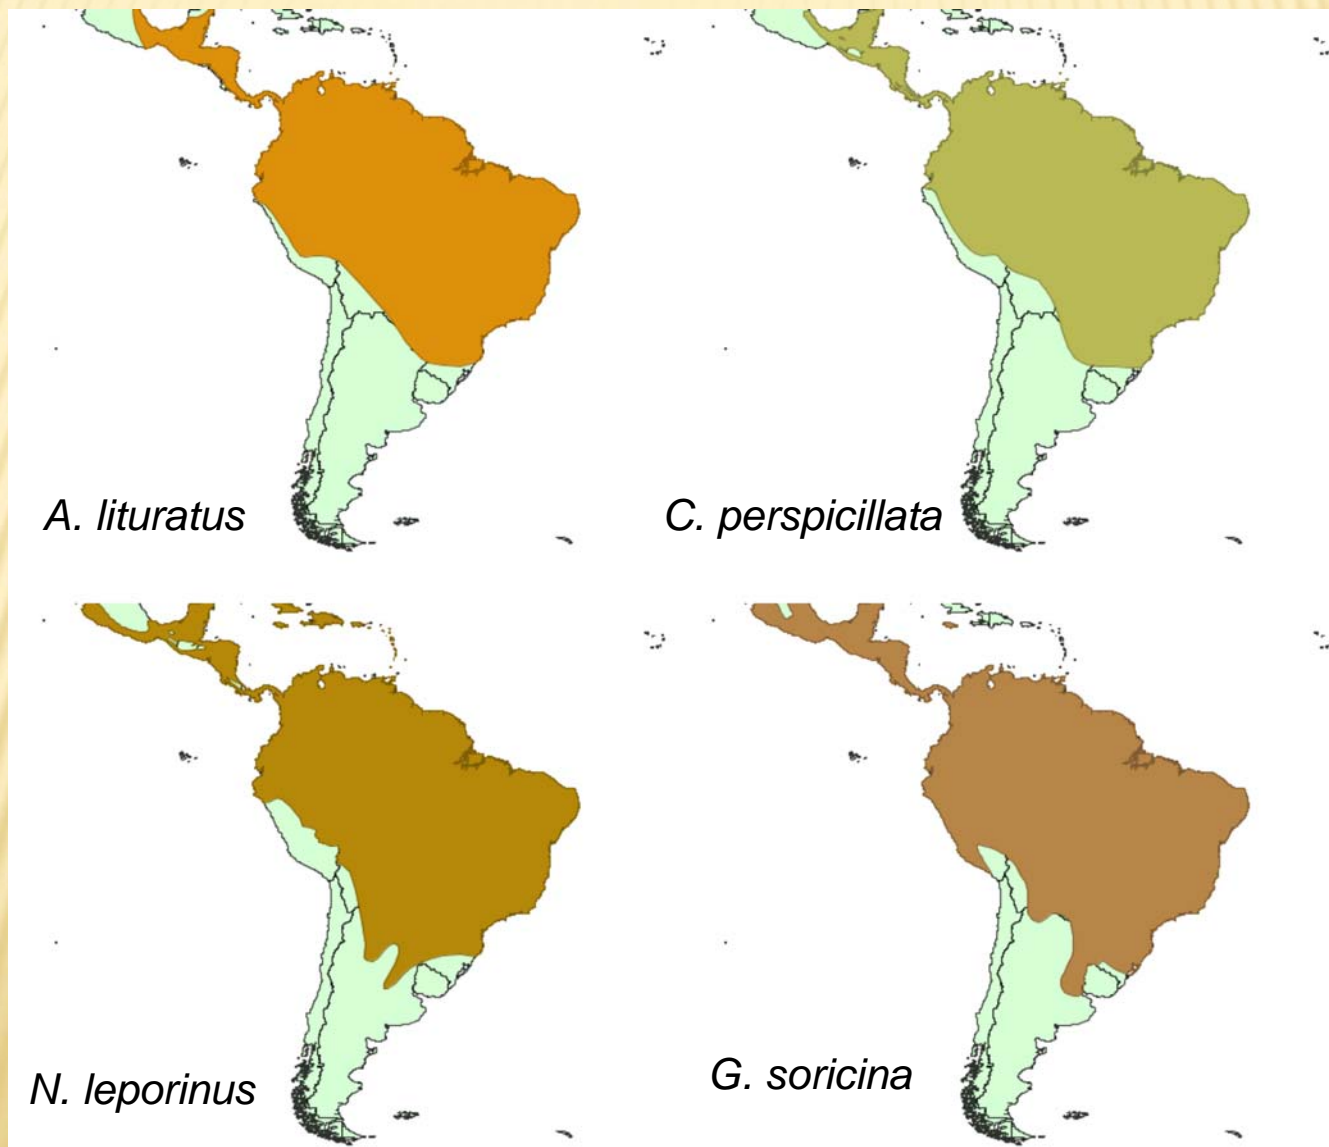 A. lituratus
C. perspicillata
N. leporinus
G. soricina